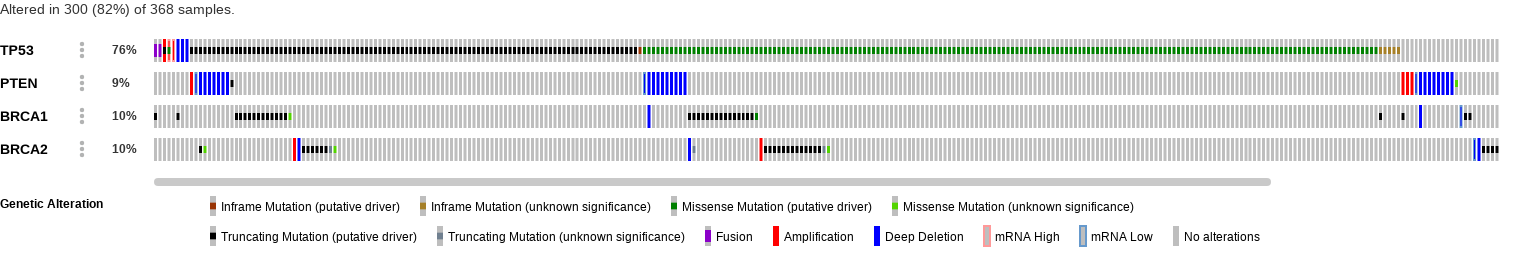 Altered in 300 (82%) of 368 samples.
TP53 76%
PTEN 9%
BRCA1 10%
BRCA2 10%
Genetic Alteration
Inframe Mutation (putative driver) Inframe Mutation (unknown significance) Missense Mutation (putative driver) Missense Mutation (unknown significance)
Truncating Mutation (putative driver) Truncating Mutation (unknown significance) Fusion Amplification Deep Deletion mRNA High mRNA Low No alterations